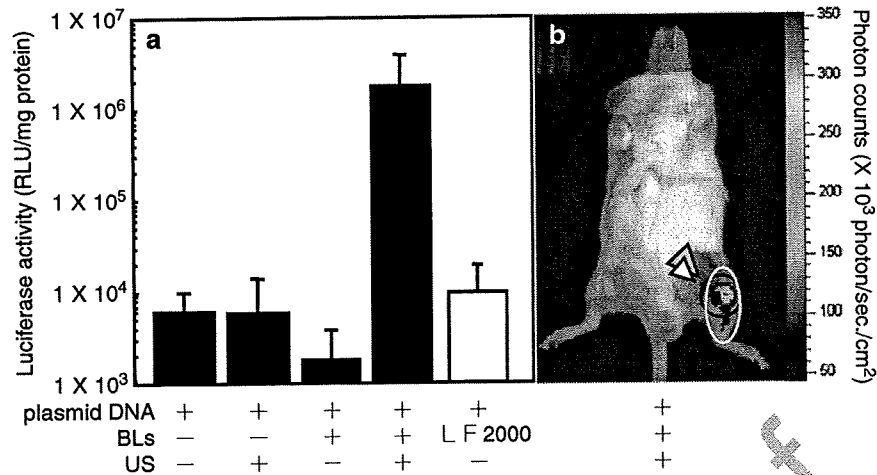 a
Luciferase activity (RLU/mg protein)
1 X 10⁷
1 X 10⁶
1 X 10⁵
1 X 10⁴
1 X 10³
plasmid DNA + + + + + +
BLs − − + + L F 2000 +
US − + − + − +
b
350
300
250
200
150
100
50
Photon counts (X 10³ photon/sec./cm²)
f